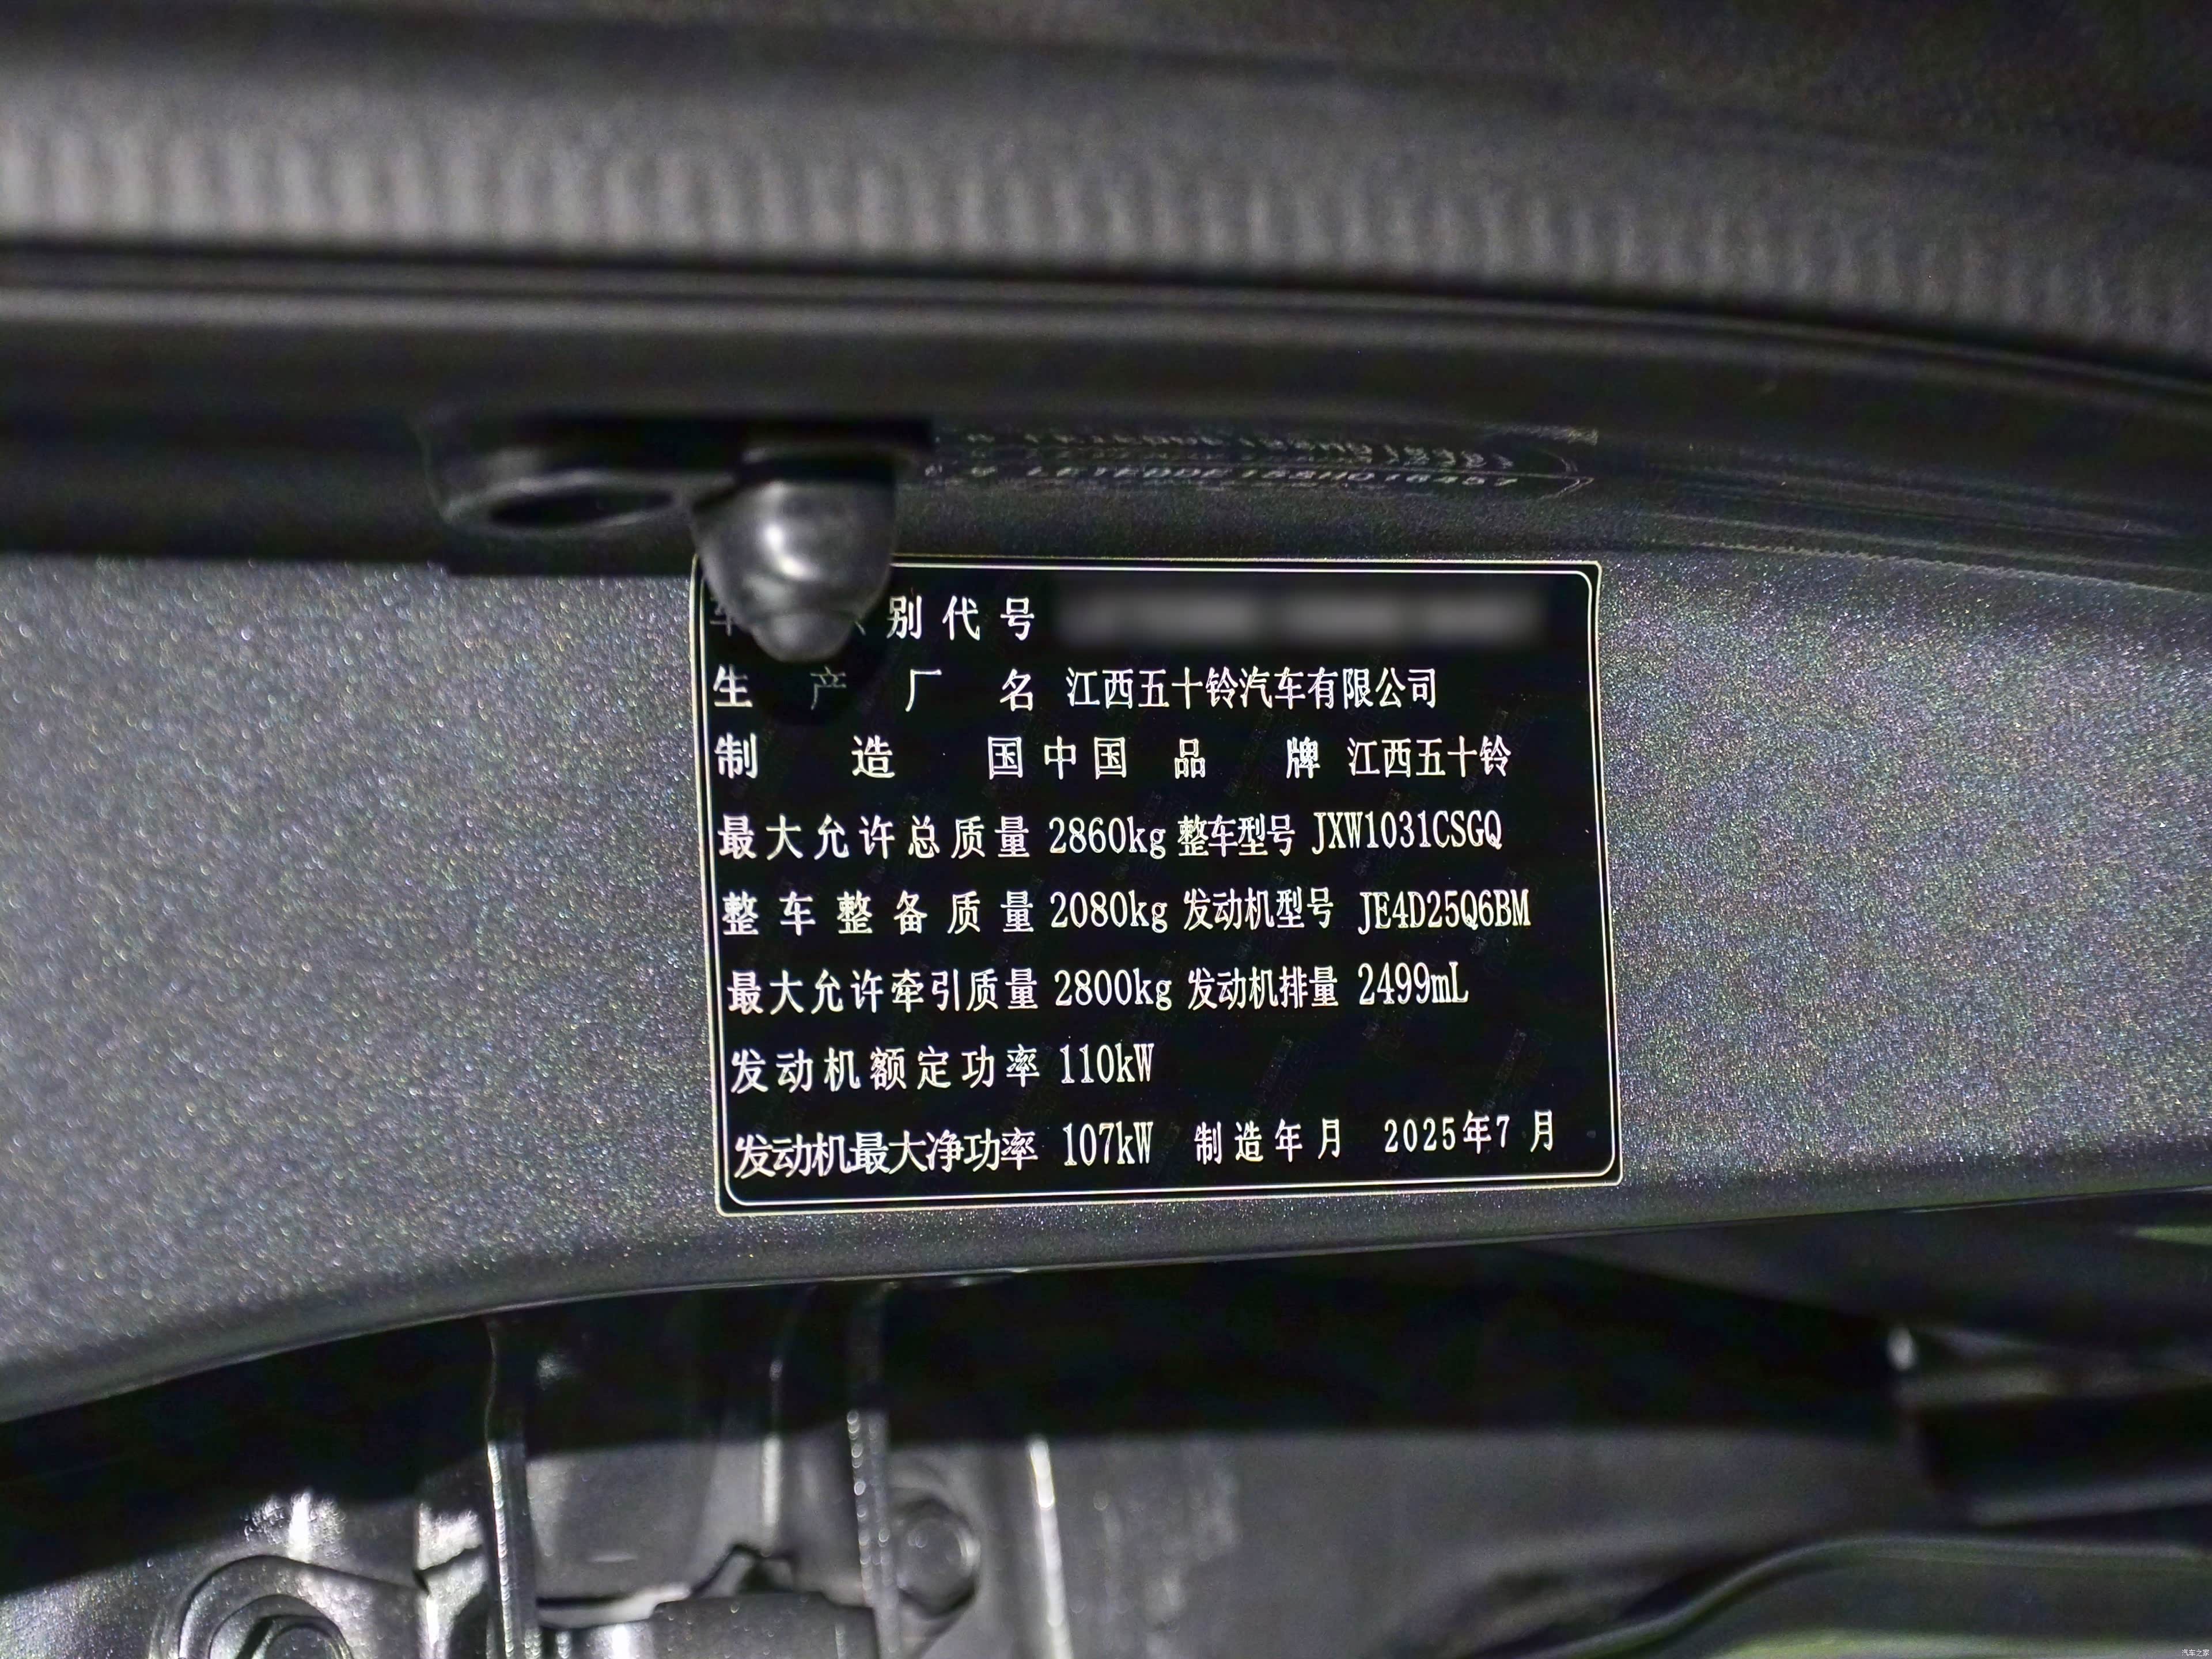 别代号
生产厂名 江西五十铃汽车有限公司
制造国 中国 品牌 江西五十铃
最大允许总质量 2860kg 整车型号 JXW1031CSGQ
整车整备质量 2080kg 发动机型号 JE4D25Q6BM
最大允许牵引质量 2800kg 发动机排量 2499mL
发动机额定功率 110kW
发动机最大净功率 107kW 制造年月 2025年7月
汽车之家